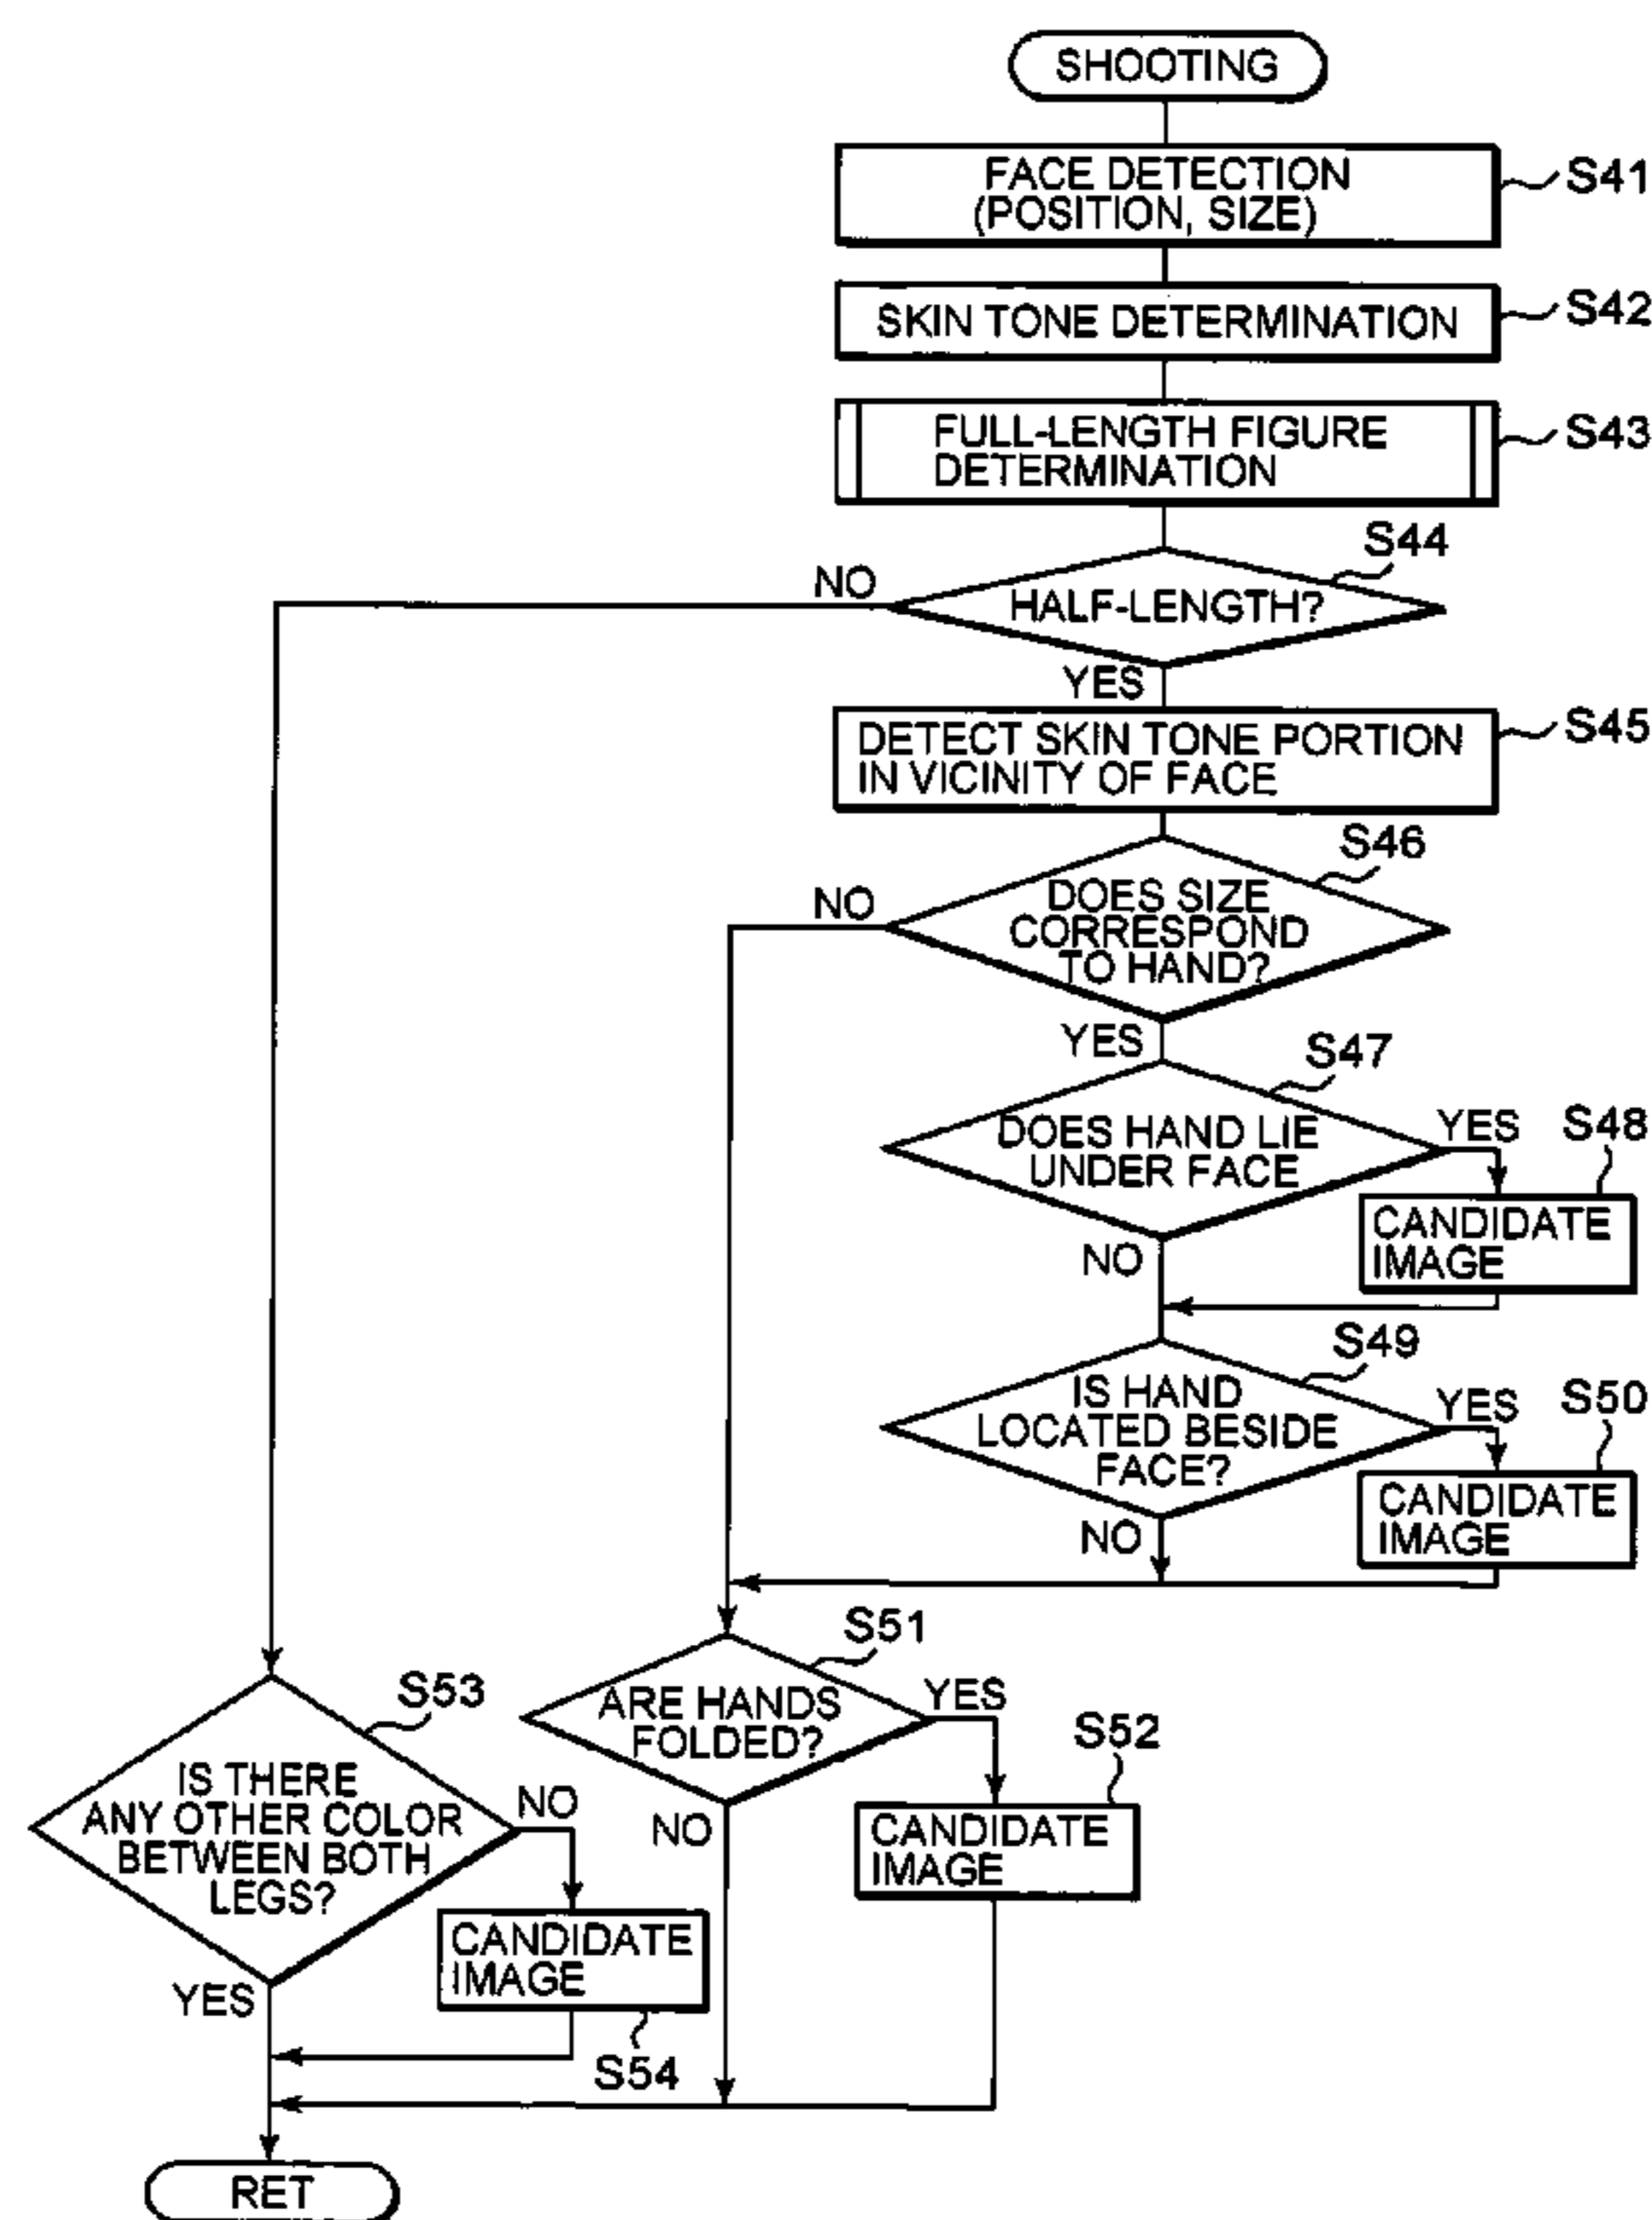 SHOOTING
FACE DETECTION
(POSITION, SIZE)
S41
SKIN TONE DETERMINATION
S42
FULL-LENGTH FIGURE
DETERMINATION
S43
S44
NO
HALF-LENGTH?
YES
DETECT SKIN TONE PORTION
IN VICINITY OF FACE
S45
S46
NO
DOES SIZE
CORRESPOND
TO HAND?
YES
S47
DOES HAND LIE
UNDER FACE
YES
S48
CANDIDATE
IMAGE
NO
S49
IS HAND
LOCATED BESIDE
FACE?
YES
S50
CANDIDATE
IMAGE
NO
S51
ARE HANDS
FOLDED?
YES
S52
CANDIDATE
IMAGE
NO
S53
IS THERE
ANY OTHER COLOR
BETWEEN BOTH
LEGS?
NO
CANDIDATE
IMAGE
S54
YES
RET